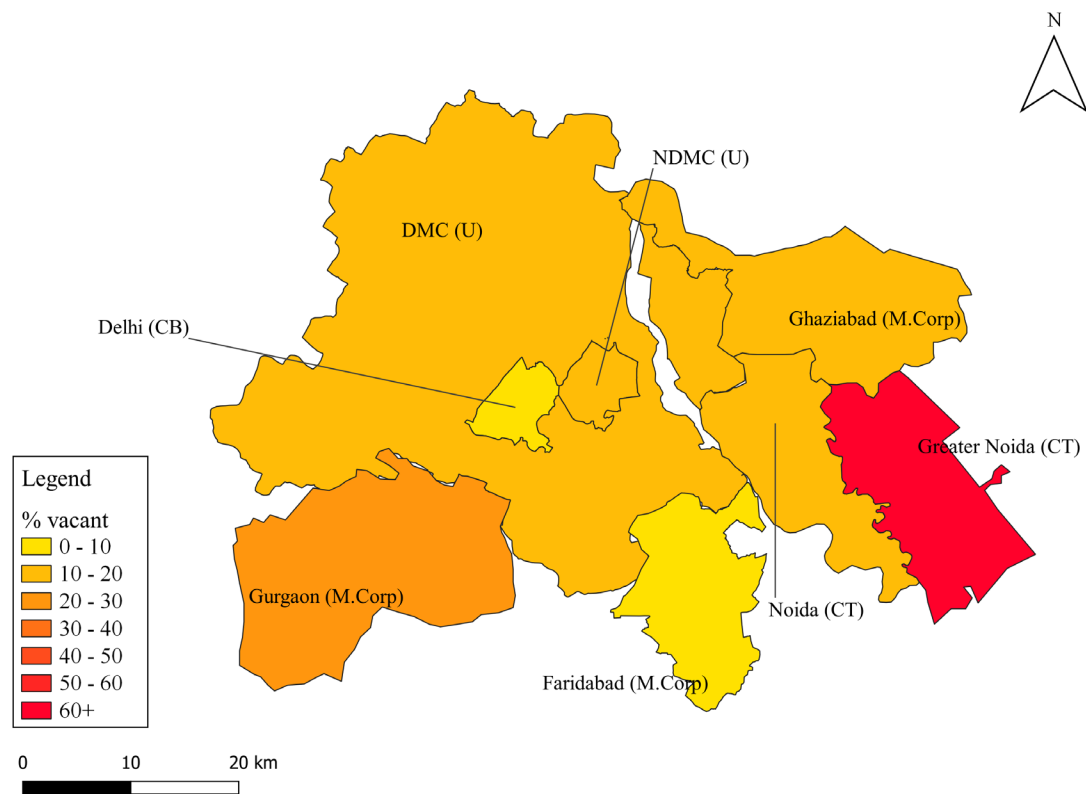 N
NDMC (U)
DMC (U)
Delhi (CB)
Ghaziabad (M.Corp)
Greater Noida (CT)
Gurgaon (M.Corp)
Noida (CT)
Faridabad (M.Corp)
Legend
% vacant
0 - 10
10 - 20
20 - 30
30 - 40
40 - 50
50 - 60
60+
0 10 20 km